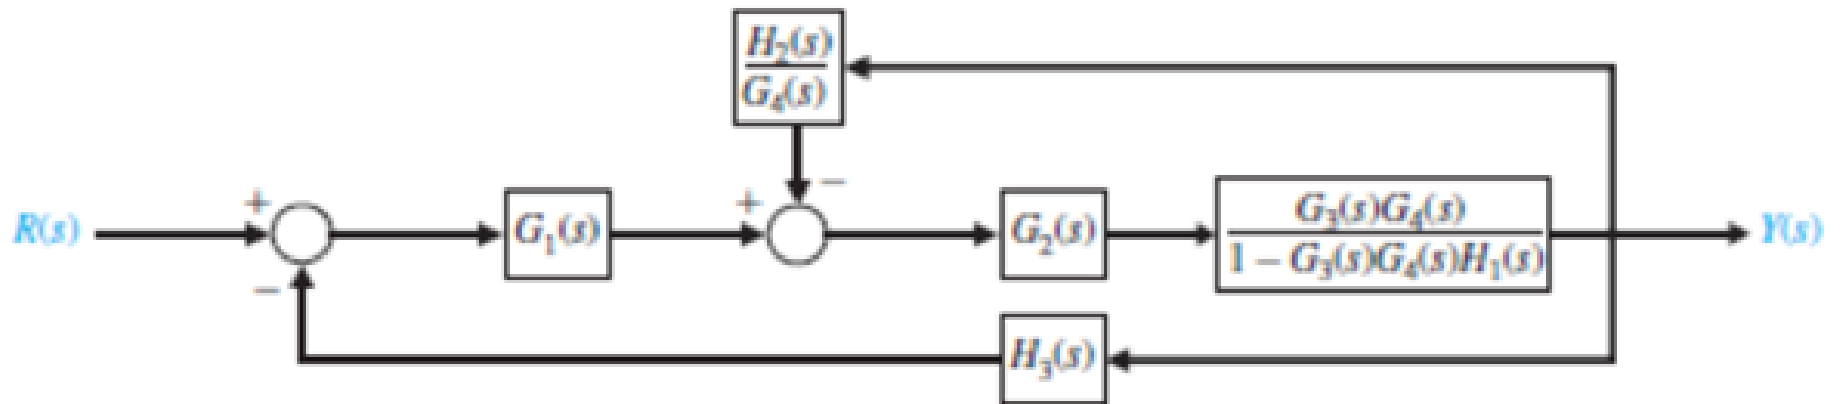 H₂(s)
G₄(s)
R(s)
+
−
G₁(s)
+
−
G₂(s)
G₃(s)G₄(s)
1 − G₃(s)G₄(s)H₁(s)
Y(s)
H₃(s)